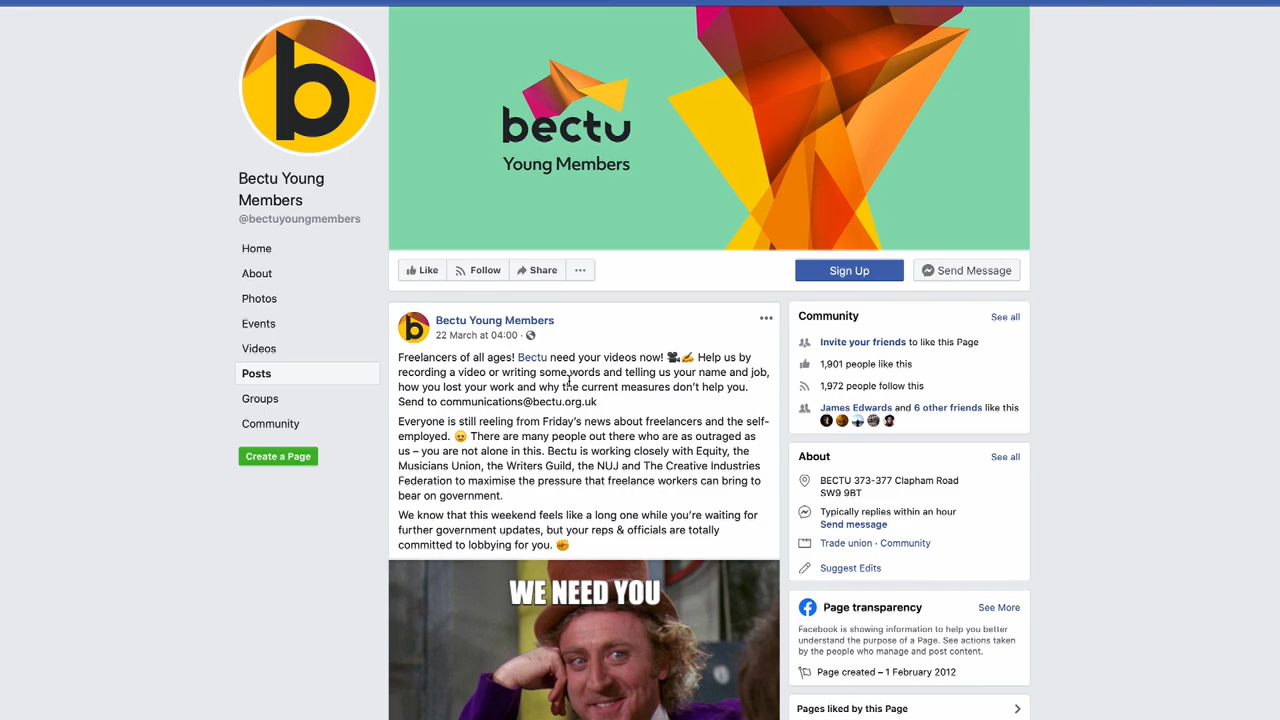 b
Bectu Young
Members
@bectuyoungmembers
Home
About
Photos
Events
Videos
Posts
Groups
Community
Create a Page
bectu
Young Members
Like
Follow
Share
Sign Up
Send Message
Bectu Young Members
22 March at 04:00 ·
Freelancers of all ages! Bectu need your videos now! 🎥✍️ Help us by
recording a video or writing some words and telling us your name and job,
how you lost your work and why the current measures don’t help you.
Send to communications@bectu.org.uk
Everyone is still reeling from Friday’s news about freelancers and the self-
employed. 😠 There are many people out there who are as outraged as
us – you are not alone in this. Bectu is working closely with Equity, the
Musicians Union, the Writers Guild, the NUJ and The Creative Industries
Federation to maximise the pressure that freelance workers can bring to
bear on government.
We know that this weekend feels like a long one while you’re waiting for
further government updates, but your reps & officials are totally
committed to lobbying for you. ✊
WE NEED YOU
Community
See all
Invite your friends to like this Page
1,901 people like this
1,972 people follow this
James Edwards and 6 other friends like this
About
See all
BECTU 373-377 Clapham Road
SW9 9BT
Typically replies within an hour
Send message
Trade union · Community
Suggest Edits
Page transparency
See More
Facebook is showing information to help you better
understand the purpose of a Page. See actions taken
by the people who manage and post content.
Page created – 1 February 2012
Pages liked by this Page